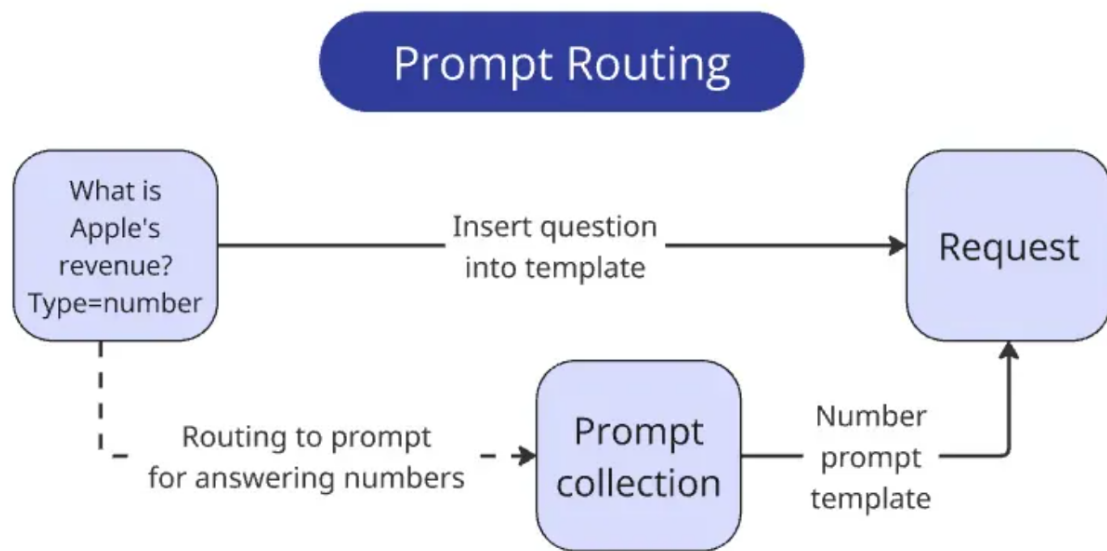 Prompt Routing
What is
Apple's
revenue?
Type=number
Insert question
into template
Request
Routing to prompt
for answering numbers
Prompt
collection
Number
prompt
template